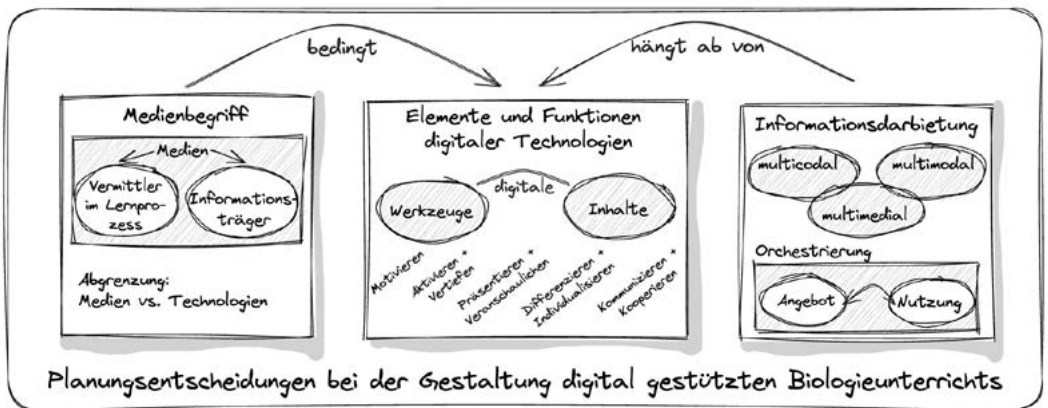 bedingt
hängt ab von
Medienbegriff
Medien
Vermittler
im Lernpro-
zess
Informations-
träger
Abgrenzung:
Medien vs. Technologien
Elemente und Funktionen
digitaler Technologien
digitale
Werkzeuge
Inhalte
Motivieren
Aktivieren +
Vertiefen
Präsentieren +
Veranschaulichen
Differenzieren +
Individualisieren
Kommunizieren +
Kooperieren
Informationsdarbietung
multicodal
multimodal
multimedial
Orchestrierung
Angebot
Nutzung
Planungsentscheidungen bei der Gestaltung digital gestützten Biologieunterrichts